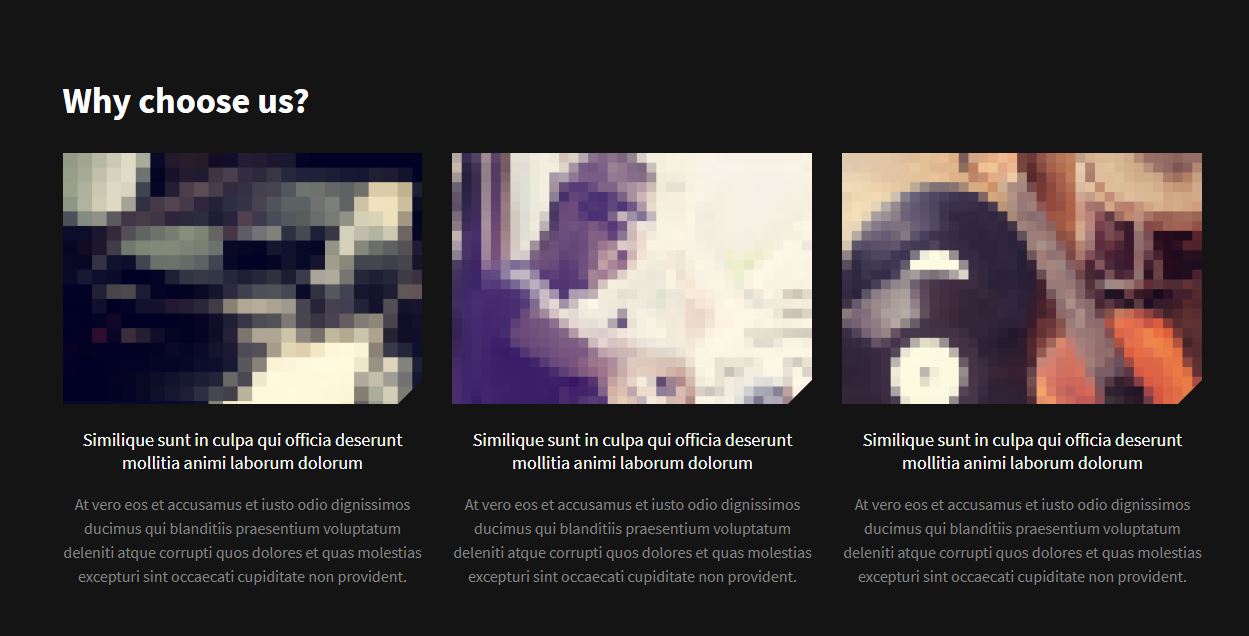 Why choose us?
Similique sunt in culpa qui officia deserunt
mollitia animi laborum dolorum
At vero eos et accusamus et iusto odio dignissimos
ducimus qui blanditiis praesentium voluptatum
deleniti atque corrupti quos dolores et quas molestias
excepturi sint occaecati cupiditate non provident.
Similique sunt in culpa qui officia deserunt
mollitia animi laborum dolorum
At vero eos et accusamus et iusto odio dignissimos
ducimus qui blanditiis praesentium voluptatum
deleniti atque corrupti quos dolores et quas molestias
excepturi sint occaecati cupiditate non provident.
Similique sunt in culpa qui officia deserunt
mollitia animi laborum dolorum
At vero eos et accusamus et iusto odio dignissimos
ducimus qui blanditiis praesentium voluptatum
deleniti atque corrupti quos dolores et quas molestias
excepturi sint occaecati cupiditate non provident.